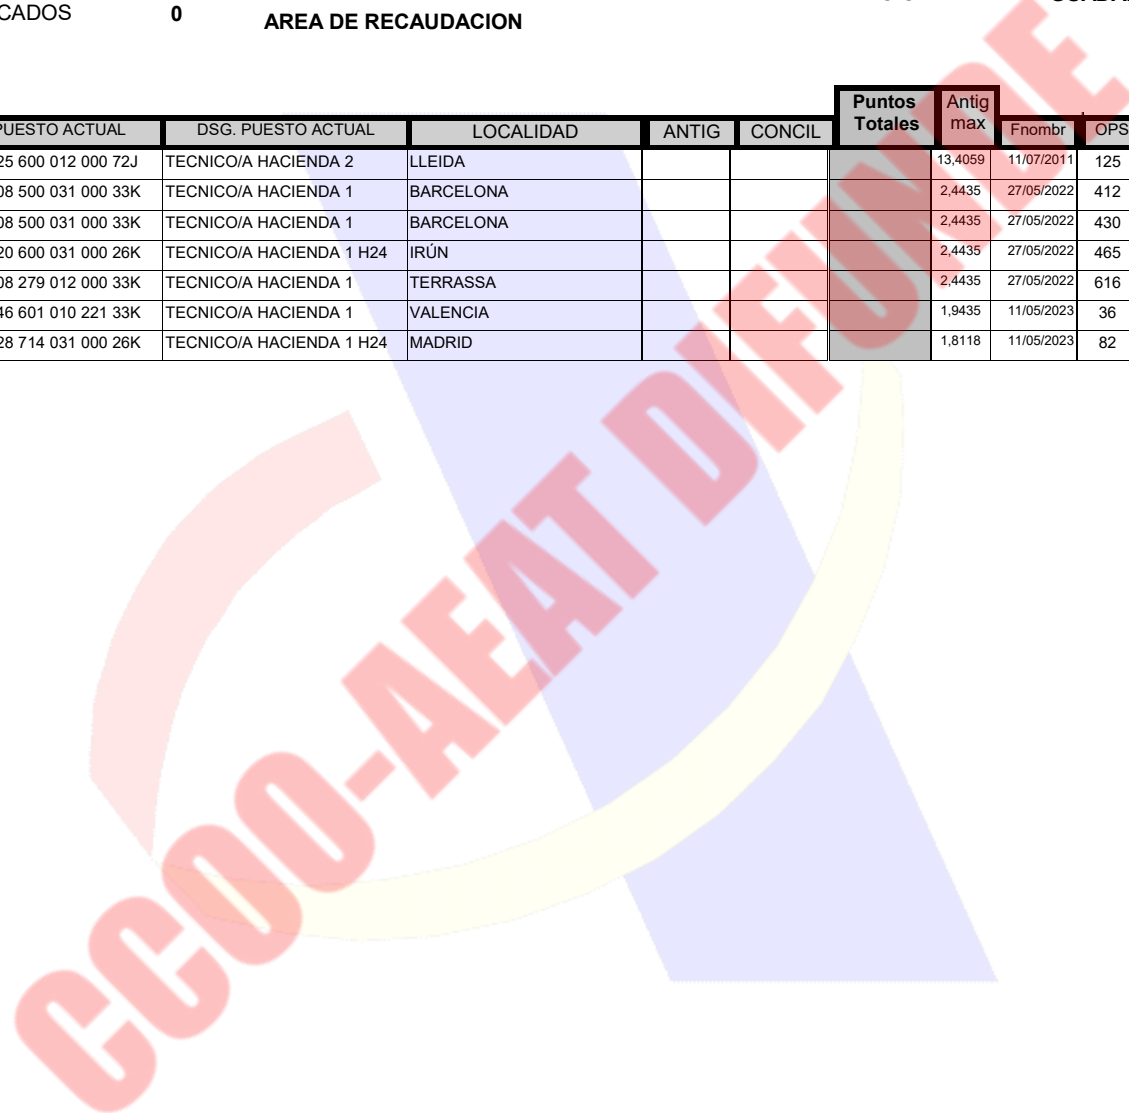 CADOS 0 AREA DE RECAUDACION
Puntos Totales Antig max
PUESTO ACTUAL DSG. PUESTO ACTUAL LOCALIDAD ANTIG CONCIL Fnombr OPS
25 600 012 000 72J TECNICO/A HACIENDA 2 LLEIDA 13,4059 11/07/2011 125
08 500 031 000 33K TECNICO/A HACIENDA 1 BARCELONA 2,4435 27/05/2022 412
08 500 031 000 33K TECNICO/A HACIENDA 1 BARCELONA 2,4435 27/05/2022 430
20 600 031 000 26K TECNICO/A HACIENDA 1 H24 IRÚN 2,4435 27/05/2022 465
08 279 012 000 33K TECNICO/A HACIENDA 1 TERRASSA 2,4435 27/05/2022 616
46 601 010 221 33K TECNICO/A HACIENDA 1 VALENCIA 1,9435 11/05/2023 36
28 714 031 000 26K TECNICO/A HACIENDA 1 H24 MADRID 1,8118 11/05/2023 82
CCOO-AEAT DIFUNDE